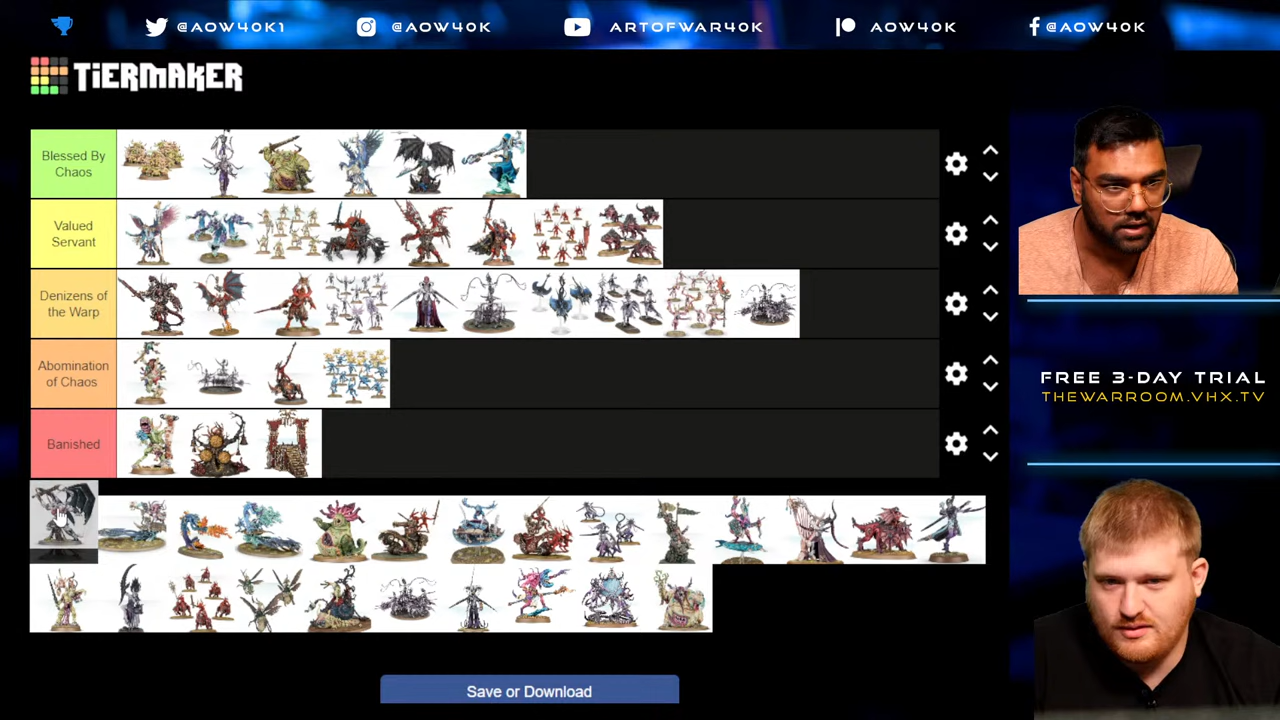 @AOW40K1
@AOW40K
ARTOFWAR40K
AOW40K
@AOW40K
TiERMAKER
Blessed By
Chaos
Valued
Servant
Denizens of
the Warp
Abomination
of Chaos
Banished
FREE 3-DAY TRIAL
THEWARROOM.VHX.TV
Save or Download